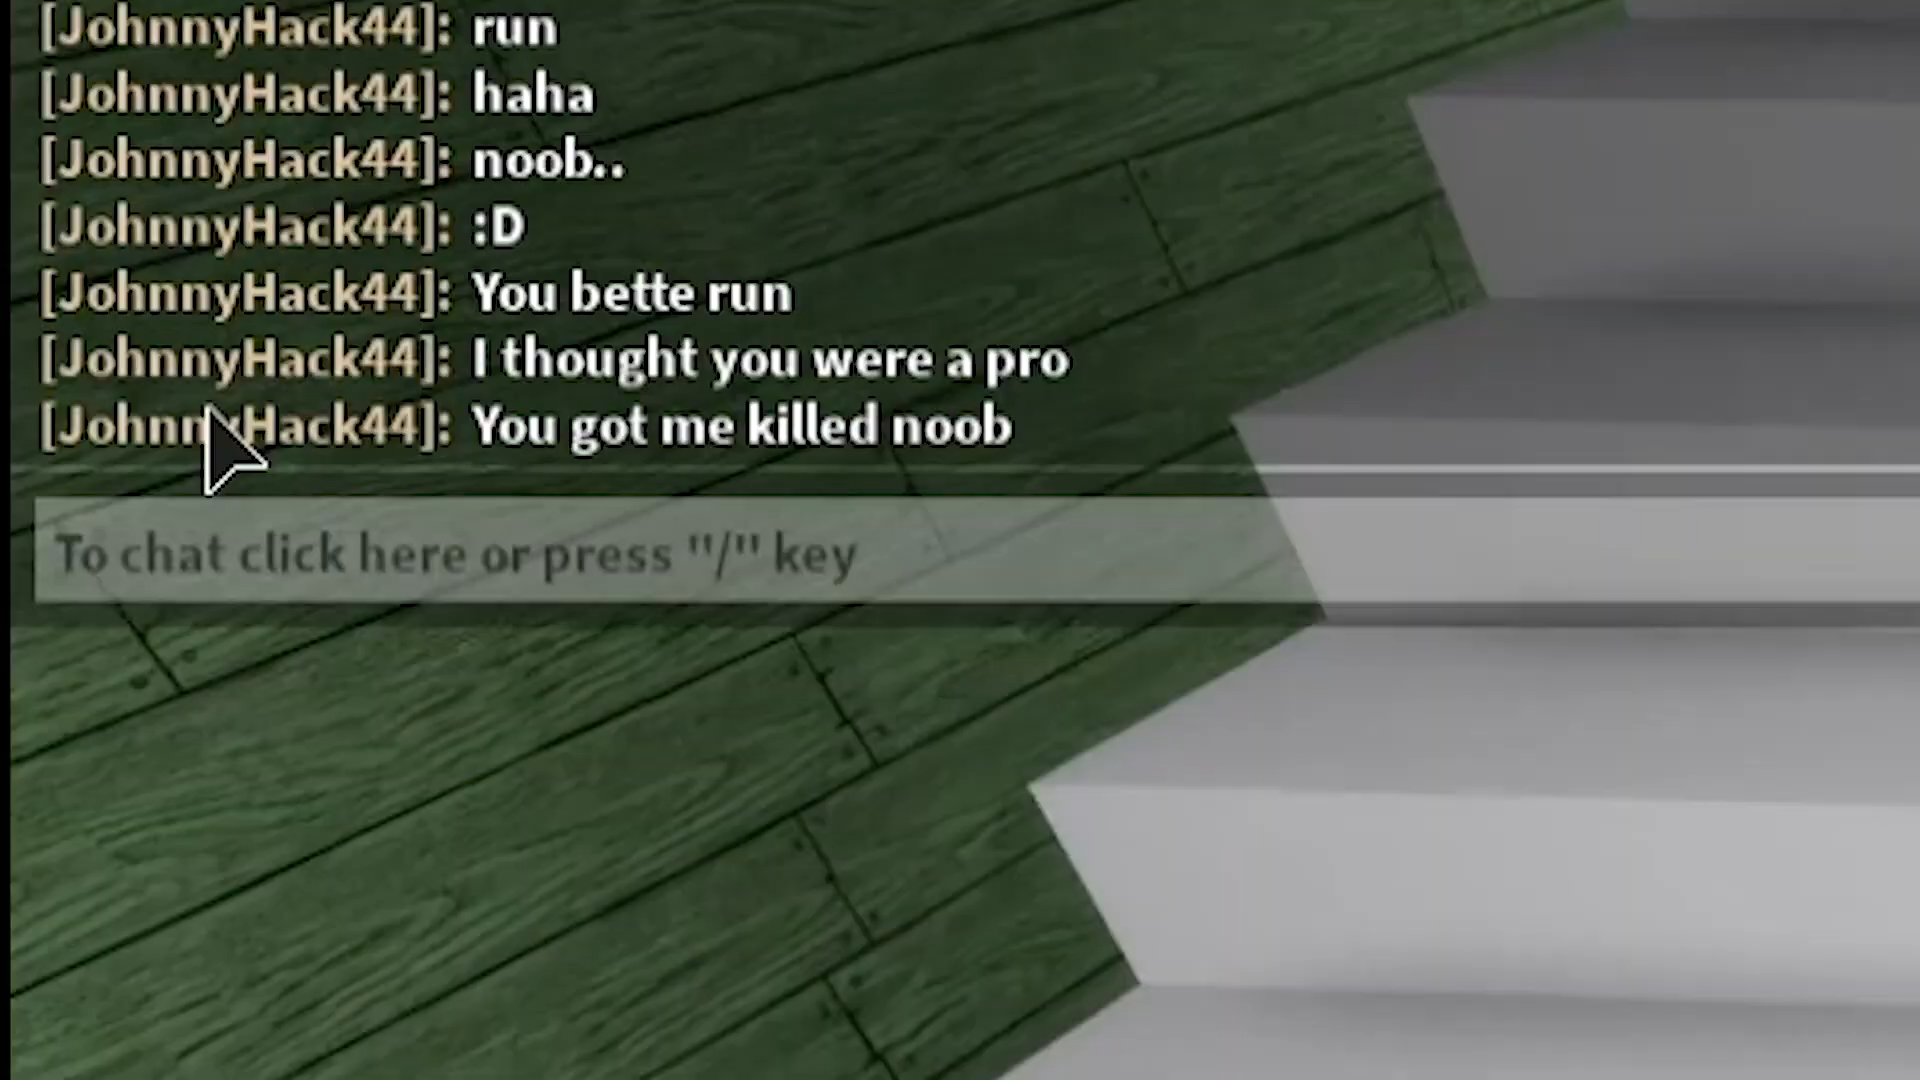 [JohnnyHack44]: run
[JohnnyHack44]: haha
[JohnnyHack44]: noob..
[JohnnyHack44]: :D
[JohnnyHack44]: You bette run
[JohnnyHack44]: I thought you were a pro
[JohnnyHack44]: You got me killed noob
To chat click here or press "/" key